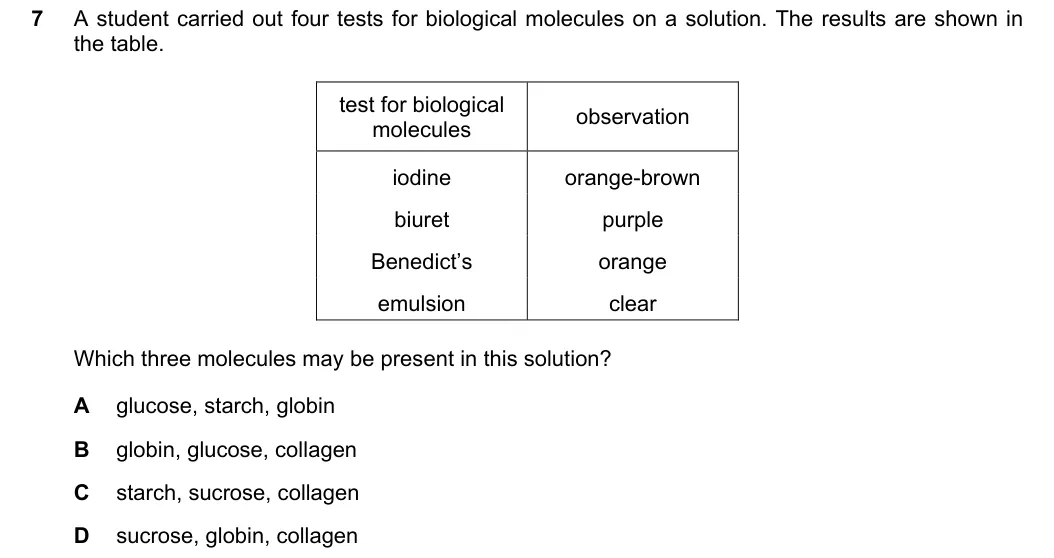 7 A student carried out four tests for biological molecules on a solution. The results are shown in
the table.
test for biological
molecules
observation
iodine orange-brown
biuret purple
Benedict’s orange
emulsion clear
Which three molecules may be present in this solution?
A glucose, starch, globin
B globin, glucose, collagen
C starch, sucrose, collagen
D sucrose, globin, collagen